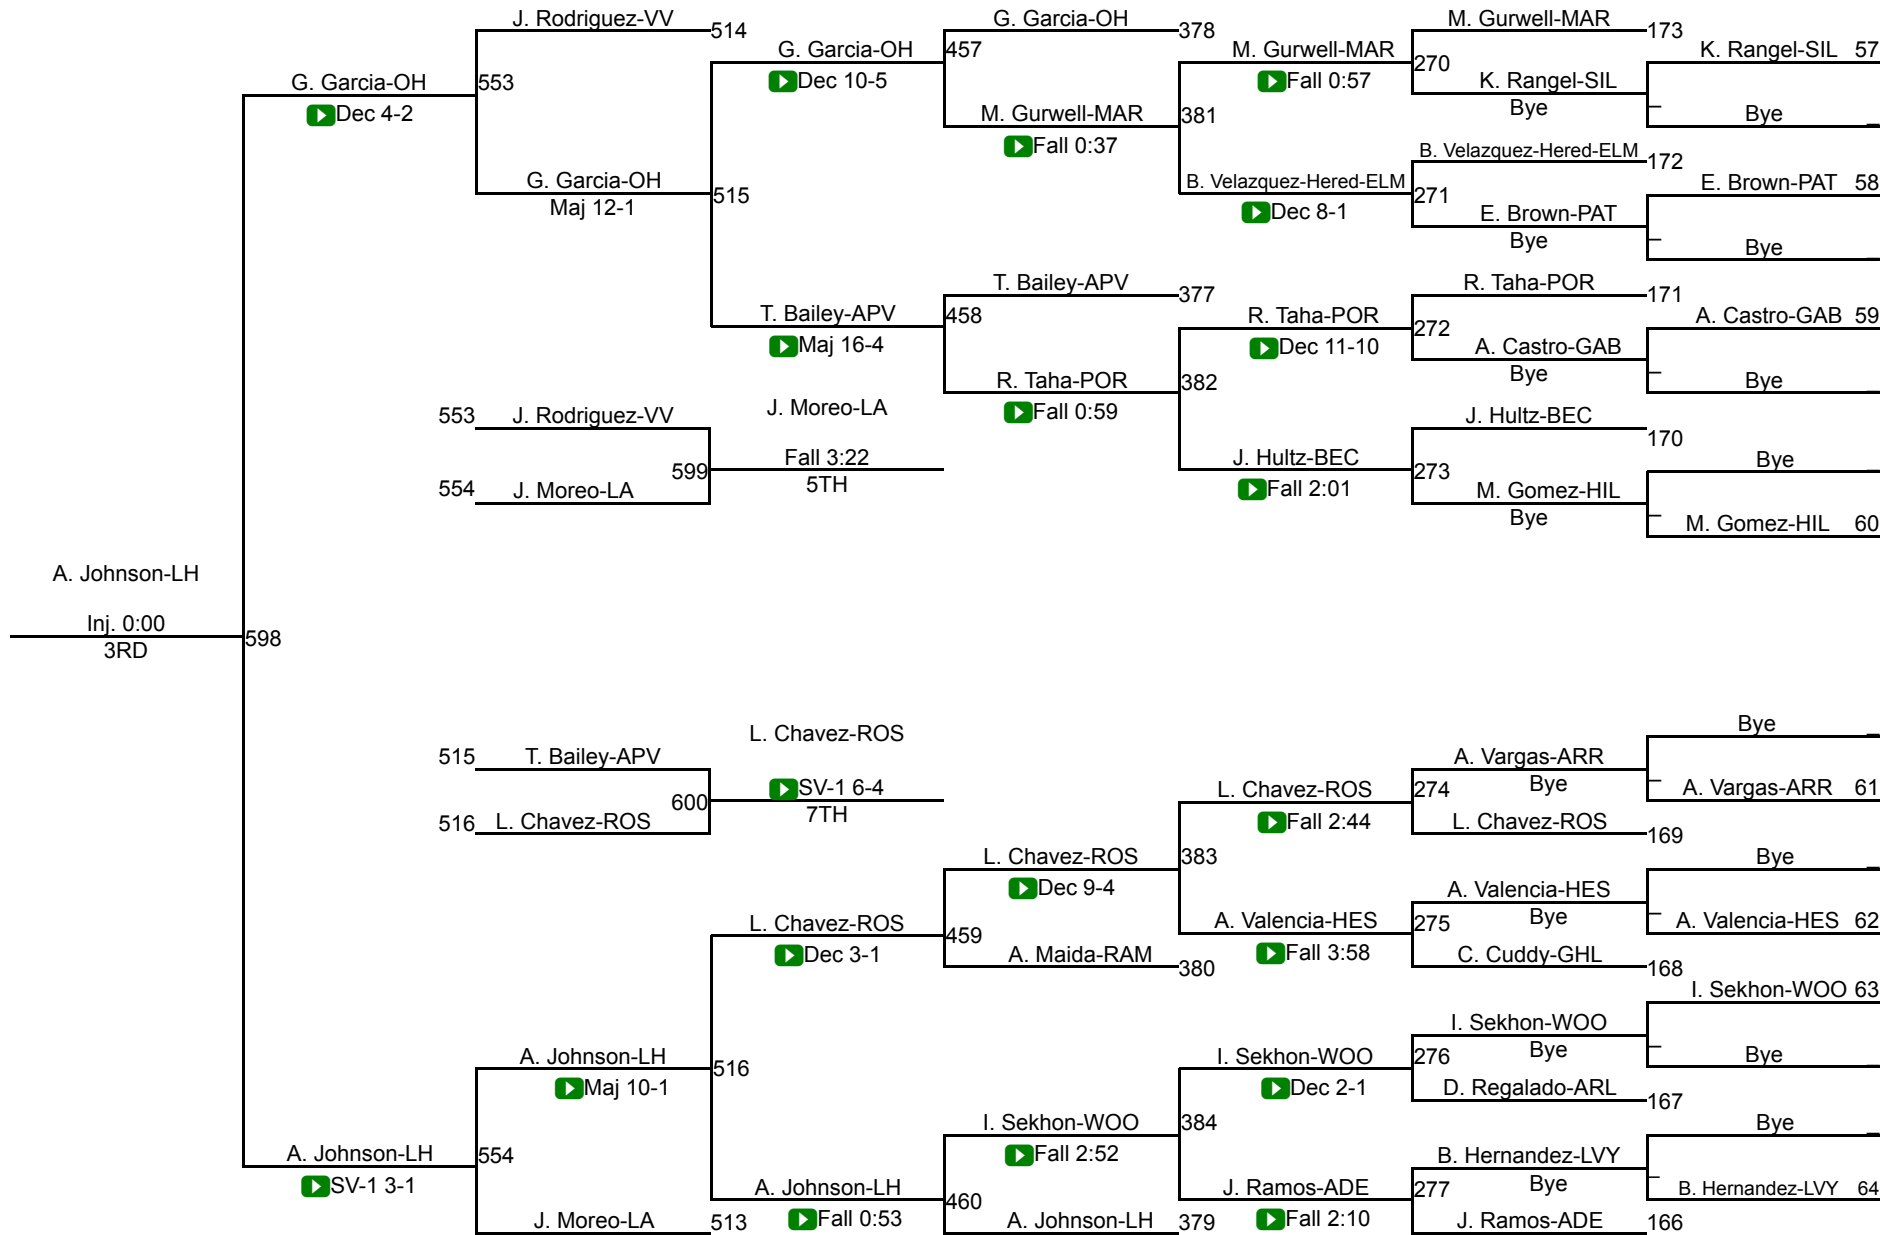 J. Rodriguez-VV
514
G. Garcia-OH
378
M. Gurwell-MAR
173
G. Garcia-OH
457
M. Gurwell-MAR
K. Rangel-SIL 57
Dec 10-5
Fall 0:57
270
K. Rangel-SIL
Bye
Bye
G. Garcia-OH
553
Dec 4-2
M. Gurwell-MAR
381
Fall 0:37
B. Velazquez-Hered-ELM
172
G. Garcia-OH
Maj 12-1
515
B. Velazquez-Hered-ELM
E. Brown-PAT 58
Dec 8-1
271
E. Brown-PAT
Bye
Bye
T. Bailey-APV
377
R. Taha-POR
171
T. Bailey-APV
458
R. Taha-POR
A. Castro-GAB 59
Maj 16-4
Dec 11-10
272
A. Castro-GAB
Bye
Bye
R. Taha-POR
382
Fall 0:59
J. Moreo-LA
553
J. Rodriguez-VV
J. Hultz-BEC
170
599
Fall 3:22
5TH
J. Hultz-BEC
Bye
554
J. Moreo-LA
Fall 2:01
273
M. Gomez-HIL
Bye
M. Gomez-HIL 60
A. Johnson-LH
Inj. 0:00
3RD
598
L. Chavez-ROS
Bye
515
T. Bailey-APV
A. Vargas-ARR
Bye
600
SV-1 6-4
7TH
L. Chavez-ROS
274
A. Vargas-ARR 61
516
L. Chavez-ROS
Fall 2:44
L. Chavez-ROS
169
L. Chavez-ROS
383
Bye
Dec 9-4
A. Valencia-HES
Bye
L. Chavez-ROS
459
A. Valencia-HES
275
A. Valencia-HES 62
Dec 3-1
A. Maida-RAM
380
Fall 3:58
C. Cuddy-GHL
168
I. Sekhon-WOO 63
I. Sekhon-WOO
Bye
A. Johnson-LH
516
I. Sekhon-WOO
276
Bye
Maj 10-1
Dec 2-1
D. Regalado-ARL
167
I. Sekhon-WOO
384
Bye
A. Johnson-LH
554
Fall 2:52
B. Hernandez-LVY
Bye
SV-1 3-1
A. Johnson-LH
460
J. Ramos-ADE
277
B. Hernandez-LVY 64
J. Moreo-LA
513
Fall 0:53
A. Johnson-LH
379
Fall 2:10
J. Ramos-ADE
166